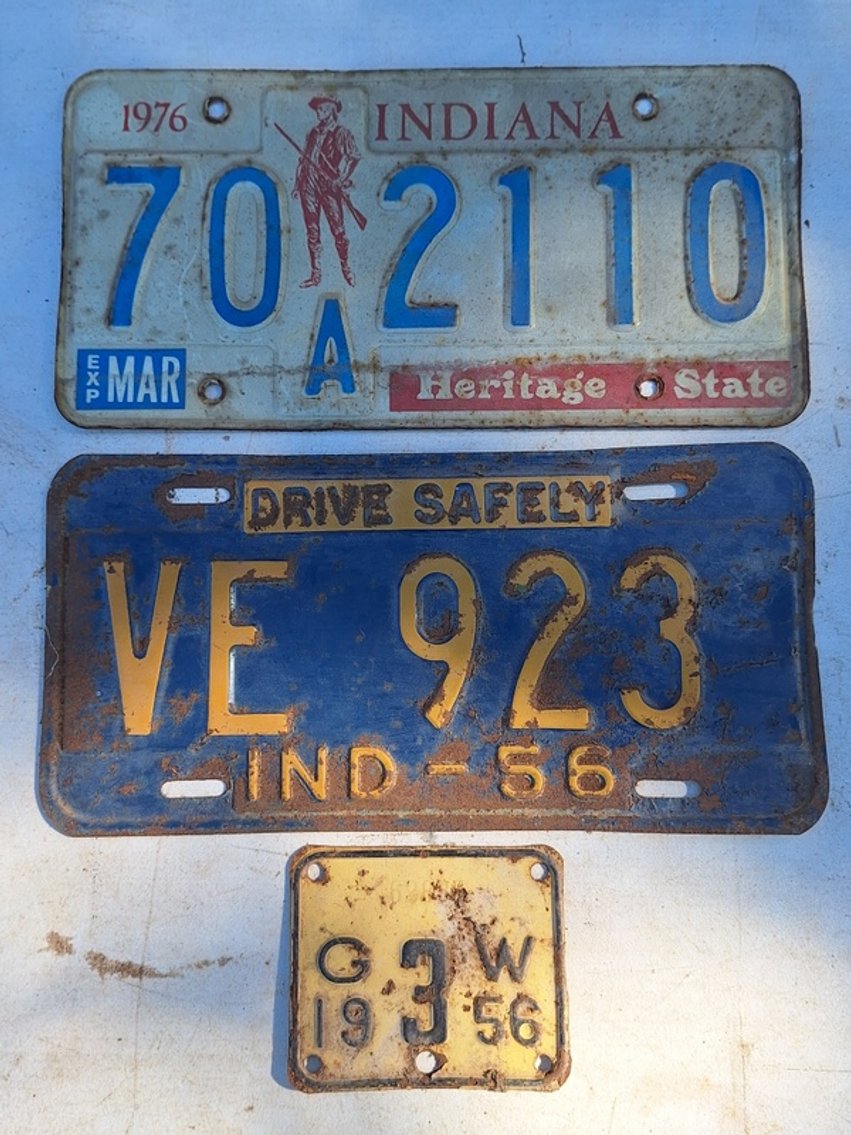 1976 INDIANA
70 A 2110
EXP MAR Heritage State
DRIVE SAFELY
VE 923
IND-56
G 3 W
19 56